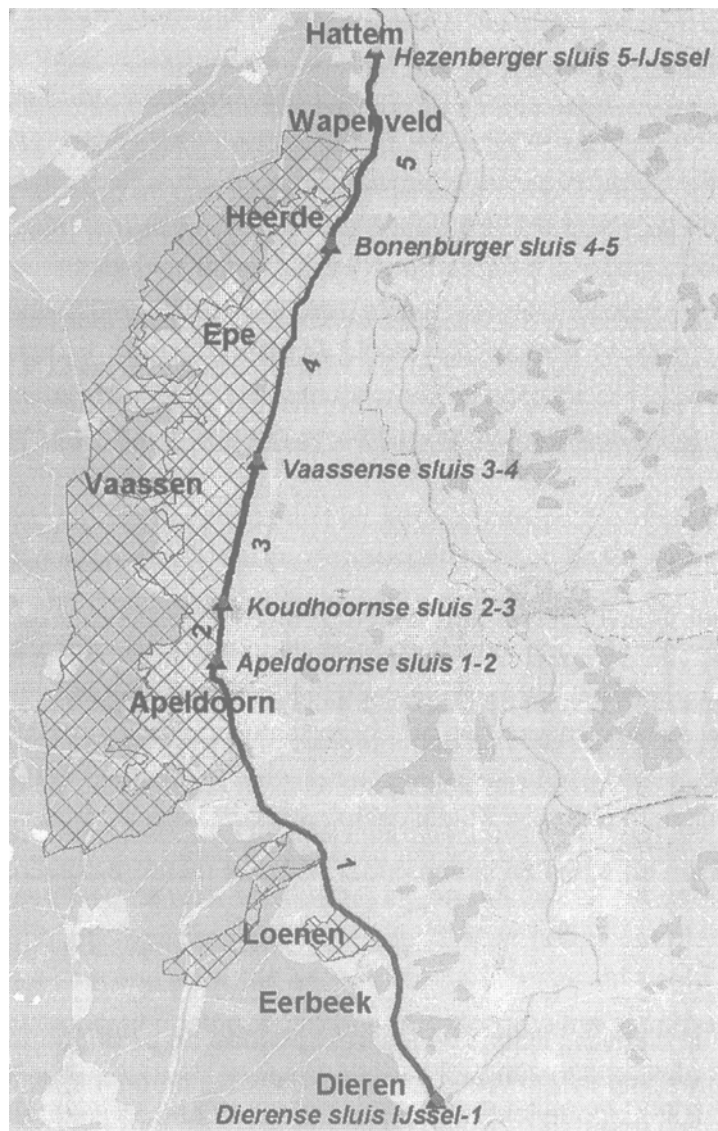 Hattem
Hezenberger sluis 5-IJssel
Wapenveld
5
Heerde
Bonenburger sluis 4-5
Epe
4
Vaassen
Vaassense sluis 3-4
3
Koudhoornse sluis 2-3
2
Apeldoornse sluis 1-2
Apeldoorn
1
Loenen
Eerbeek
Dieren
Dierense sluis IJssel-1